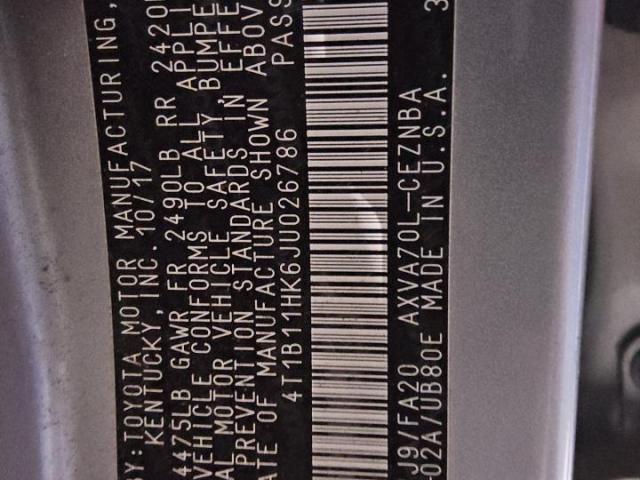 BY:TOYOTA MOTOR MANUFACTURING,
KENTUCKY, INC. 10/17
4475LB GAWR FR 2490LB RR 2420
VEHICLE CONFORMS TO ALL APPLI
AL MOTOR VEHICLE SAFETY, BUMPE
PREVENTION STANDARDS IN EFFE
ATE OF MANUFACTURE SHOWN ABOV
4T1B11HK6JU026786 PASS
J9/FA20 AXVA70L-CEZNBA
-02A/UB80E MADE IN U.S.A. 3